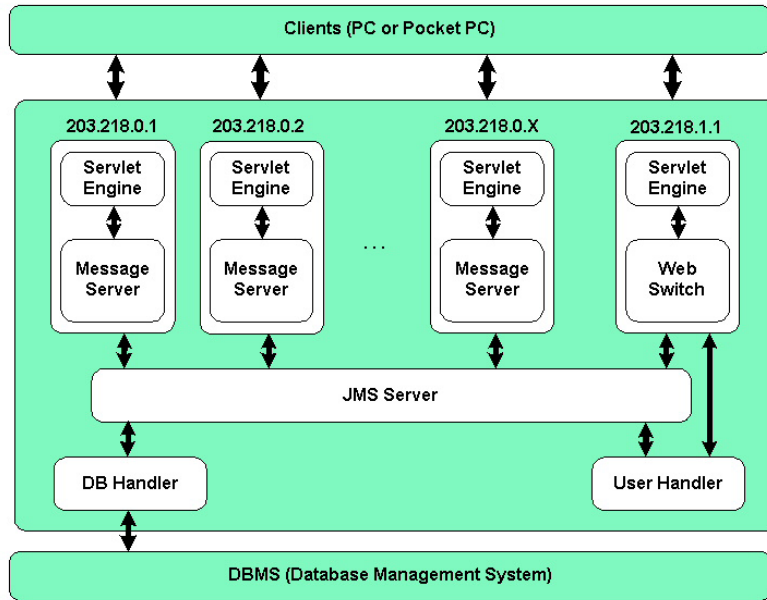 Clients (PC or Pocket PC)
203.218.0.1
203.218.0.2
203.218.0.X
203.218.1.1
Servlet
Engine
Servlet
Engine
Servlet
Engine
Servlet
Engine
Message
Server
Message
Server
...
Message
Server
Web
Switch
JMS Server
DB Handler
User Handler
DBMS (Database Management System)